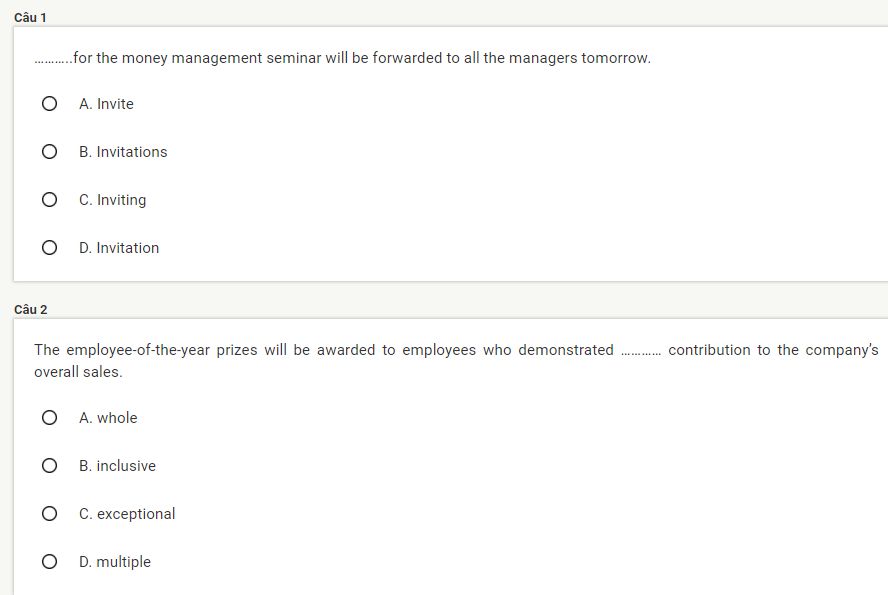 Câu 1
...........for the money management seminar will be forwarded to all the managers tomorrow.
A. Invite
B. Invitations
C. Inviting
D. Invitation
Câu 2
The employee-of-the-year prizes will be awarded to employees who demonstrated ............ contribution to the company’s
overall sales.
A. whole
B. inclusive
C. exceptional
D. multiple